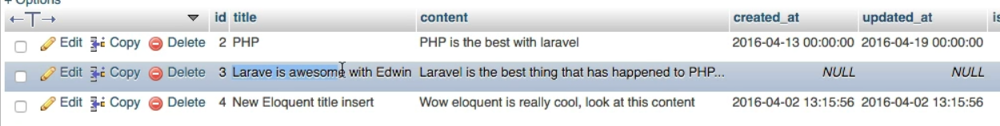 + Options
←T→ id title content created_at updated_at is
Edit Copy Delete 2 PHP PHP is the best with laravel 2016-04-13 00:00:00 2016-04-19 00:00:00
Edit Copy Delete 3 Larave is awesome with Edwin Laravel is the best thing that has happened to PHP... NULL NULL
Edit Copy Delete 4 New Eloquent title insert Wow eloquent is really cool, look at this content 2016-04-02 13:15:56 2016-04-02 13:15:56